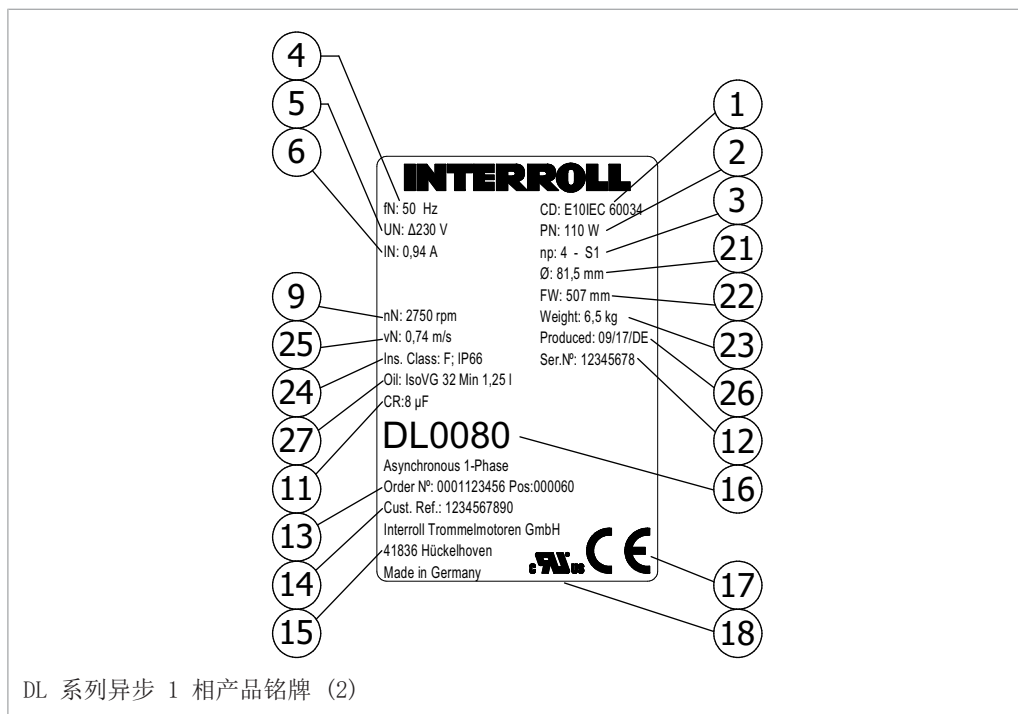 4
5
6
9
25
24
27
11
13
14
15
1
2
3
21
22
23
26
12
16
17
18
INTERROLL
fN: 50 Hz
UN: Δ230 V
IN: 0,94 A
nN: 2750 rpm
vN: 0,74 m/s
Ins. Class: F; IP66
Oil: IsoVG 32 Min 1,25 l
CR:8 µF
CD: E10IEC 60034
PN: 110 W
np: 4 - S1
Ø: 81,5 mm
FW: 507 mm
Weight: 6,5 kg
Produced: 09/17/DE
Ser.Nº: 12345678
DL0080
Asynchronous 1-Phase
Order Nº: 0001123456 Pos:000060
Cust. Ref.: 1234567890
Interroll Trommelmotoren GmbH
41836 Hückelhoven
Made in Germany
c RU us CE
DL 系列异步 1 相产品铭牌 (2)